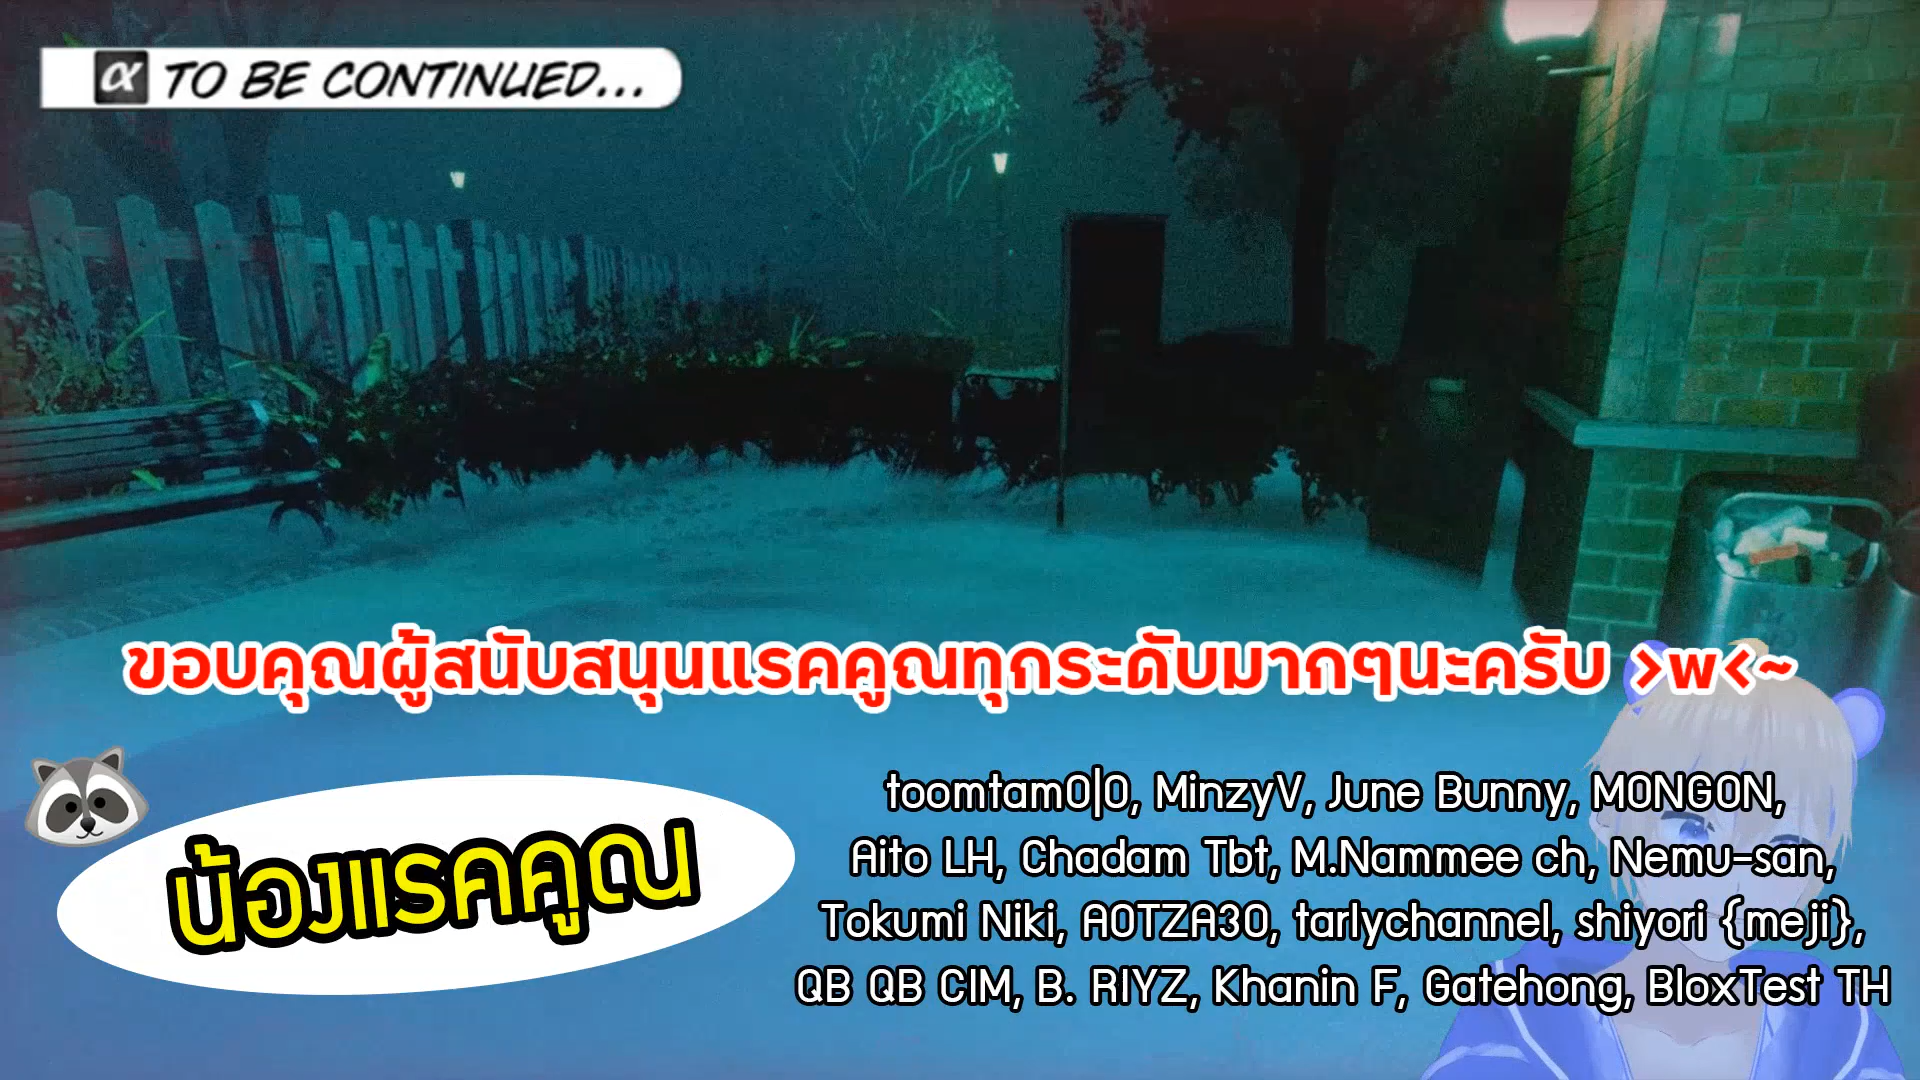 α TO BE CONTINUED...
ขอบคุณผู้สนับสนุนแรคคูณทุกระดับมากๆนะครับ >w<~
น้องแรคคูณ
toomtam0|0, MinzyV, June Bunny, MONGON,
Aito LH, Chadam Tbt, M.Nammee ch, Nemu-san,
Tokumi Niki, AOTZA30, tarlychannel, shiyori {meji},
QB QB CIM, B. RIYZ, Khanin F, Gatehong, BloxTest TH